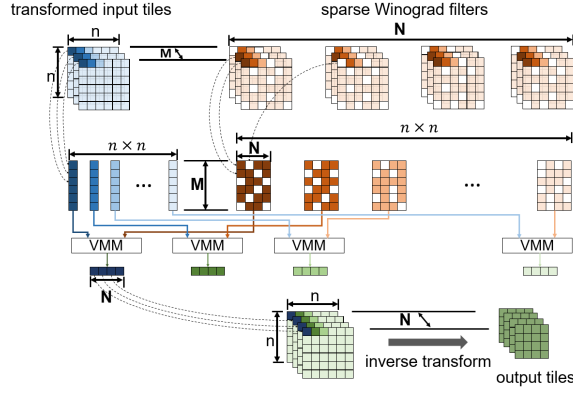 transformed input tiles
sparse Winograd filters
n
N
M
n
n × n
n × n
N
M
...
...
VMM
VMM
VMM
VMM
N
n
n
N
inverse transform
output tiles